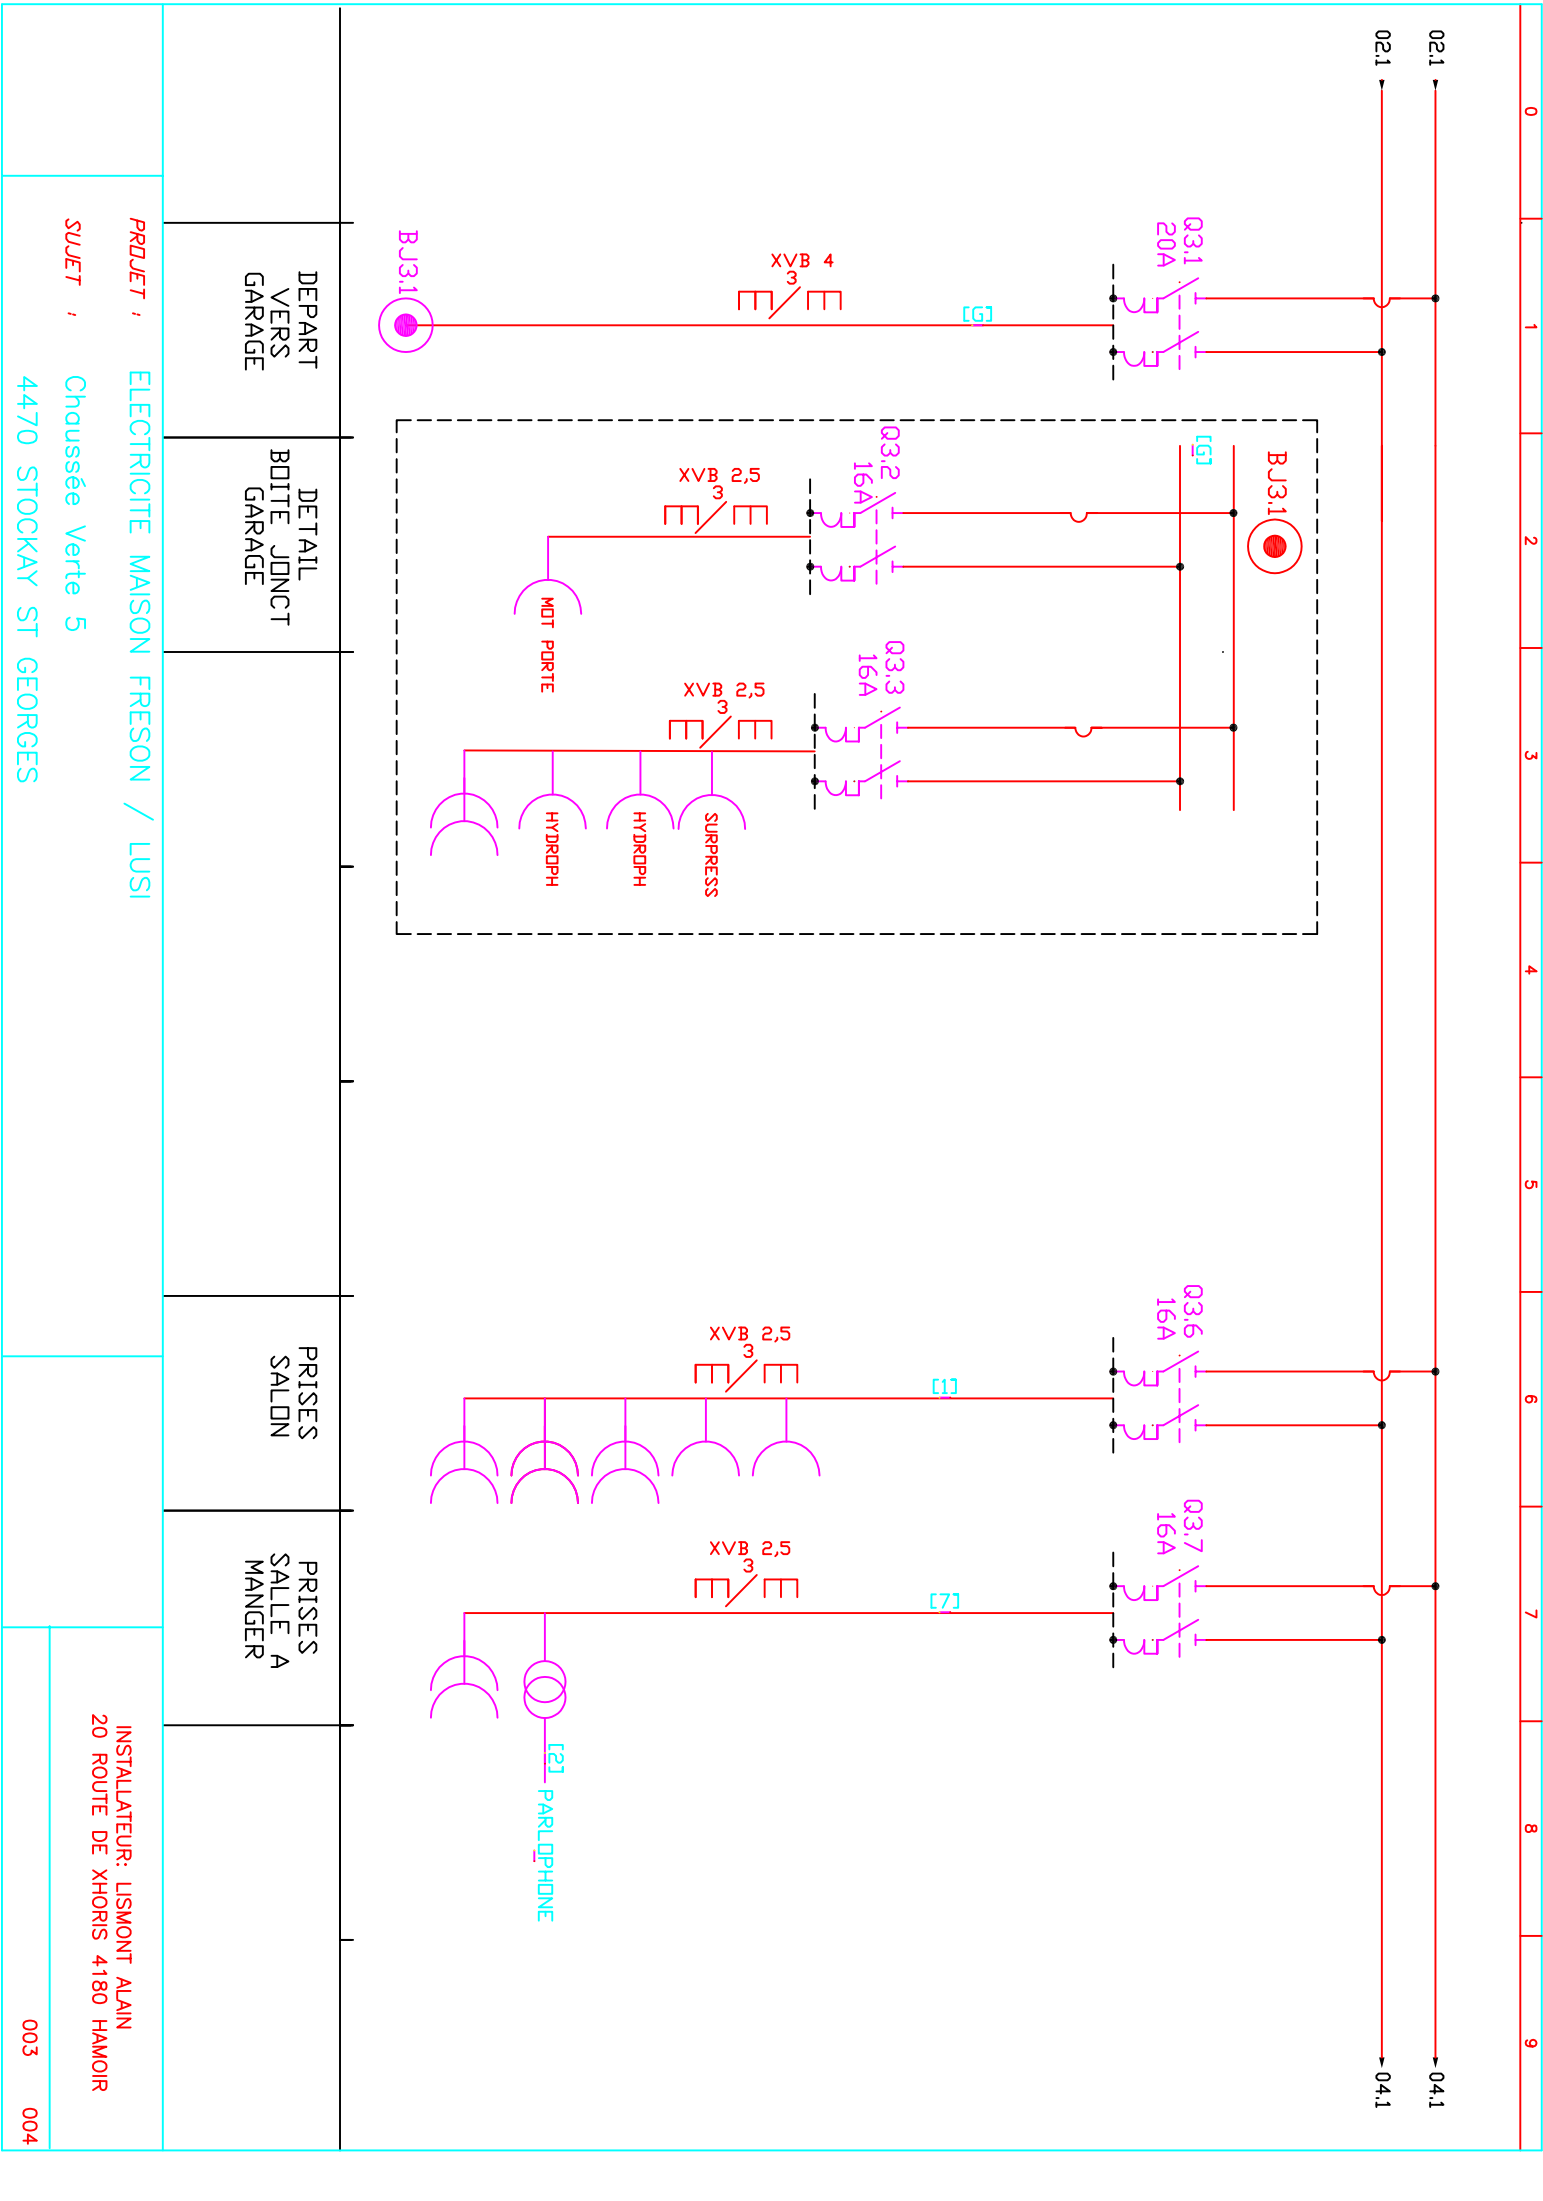 0 1 2 3 4 5 6 7 8 9
02.1 04.1
02.1 04.1
Q3.1
20A
[G]
XVB 4
3
BJ3.1
BJ3.1
[G]
Q3.2
16A
XVB 2,5
3
MOT PORTE
Q3.3
16A
XVB 2,5
3
SURPRESS
HYDROPH
HYDROPH
Q3.6
16A
[1]
XVB 2,5
3
Q3.7
16A
[7]
XVB 2,5
3
[2]
PARLOPHONE
DEPART
VERS
GARAGE
DETAIL
BOITE JONCT
GARAGE
PRISES
SALON
PRISES
SALLE A
MANGER
PROJET : ELECTRICITE MAISON FRESON / LUSI
SUJET : Chaussée Verte 5
4470 STOCKAY ST GEORGES
INSTALLATEUR: LISMONT ALAIN
20 ROUTE DE XHORIS 4180 HAMOIR
003 004